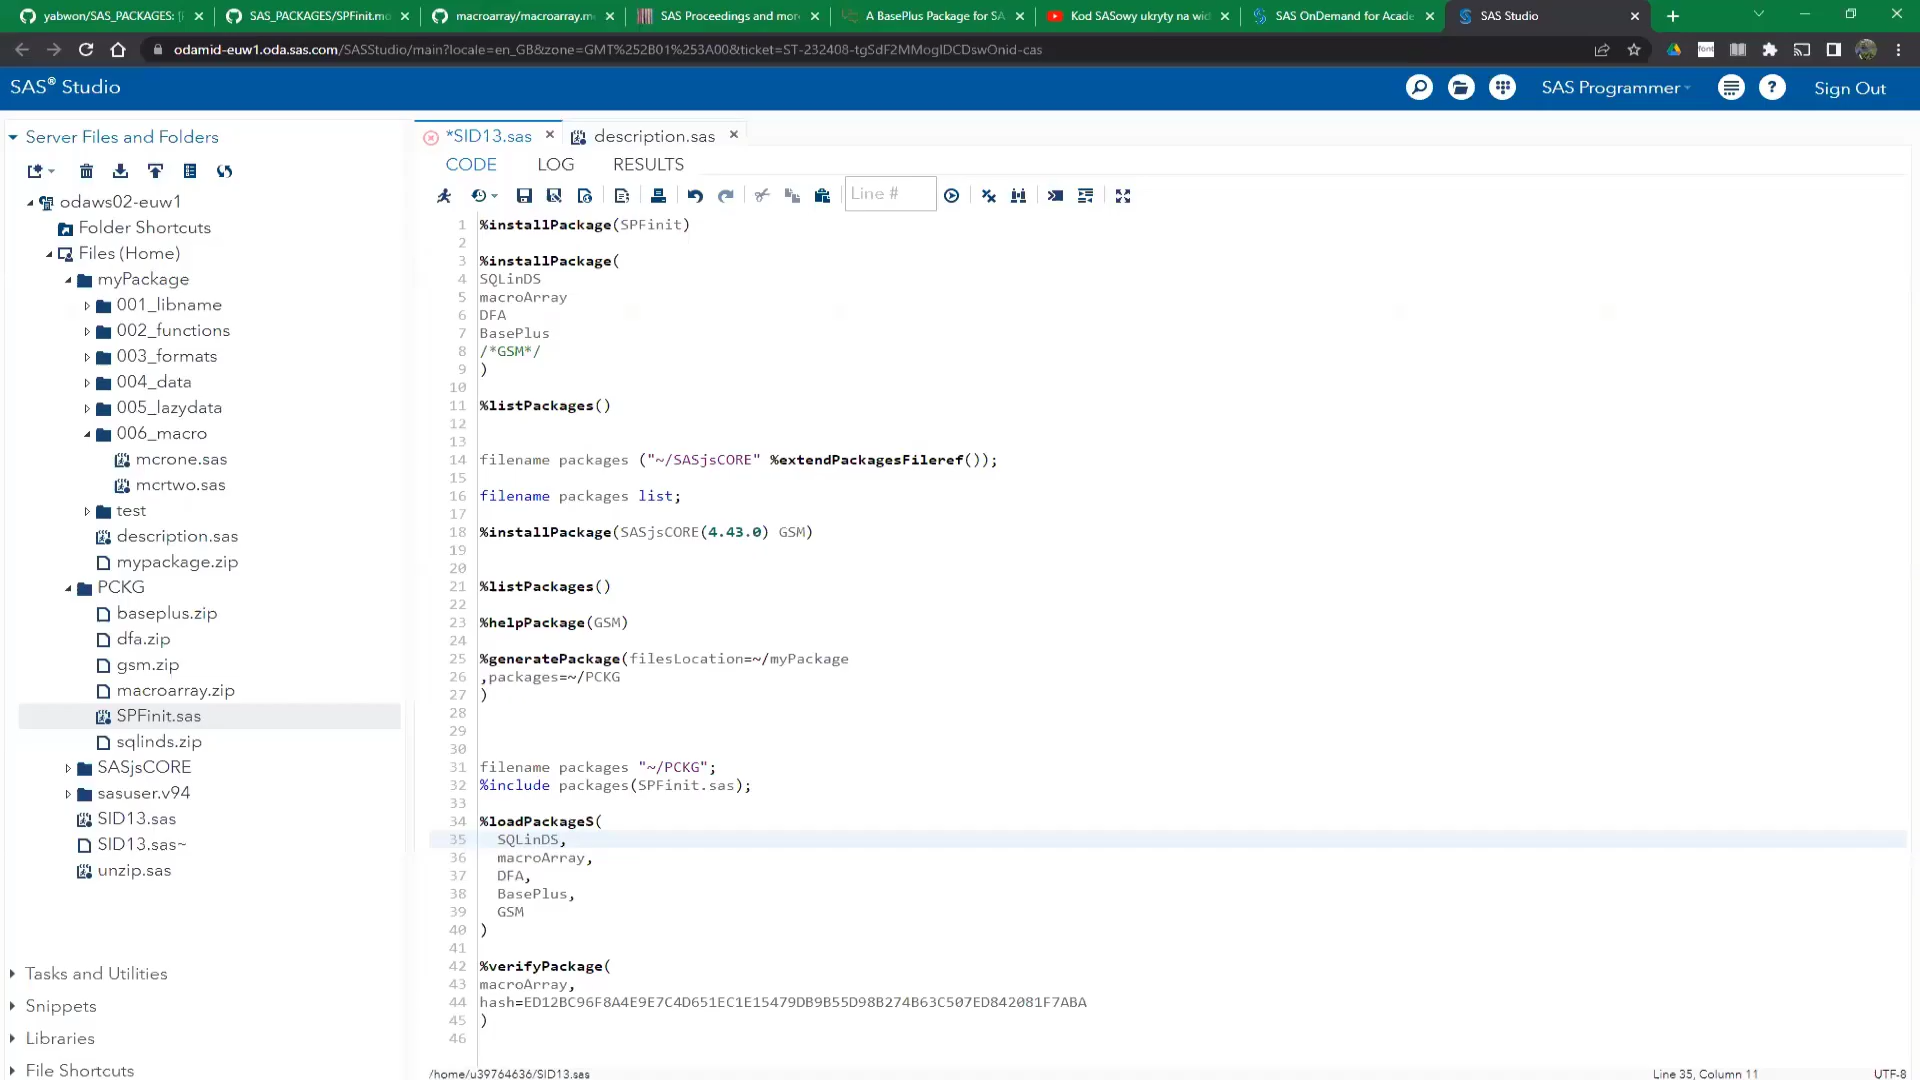 yabwon/SAS_PACKAGES:
SAS_PACKAGES/SPFinit.m
macroarray/macroarray.m
SAS Proceedings and mor
A BasePlus Package for SA
Kod SASowy ukryty na wi
SAS OnDemand for Acade
SAS Studio
odamid-euw1.oda.sas.com/SASStudio/main?locale=en_GB&zone=GMT%252B01%253A00&ticket=ST-232408-tgSdF2MMogIDCDswOnid-cas
SAS® Studio
SAS Programmer
Sign Out
Server Files and Folders
odaws02-euw1
Folder Shortcuts
Files (Home)
myPackage
001_libname
002_functions
003_formats
004_data
005_lazydata
006_macro
mcrone.sas
mcrtwo.sas
test
description.sas
mypackage.zip
PCKG
baseplus.zip
dfa.zip
gsm.zip
macroarray.zip
SPFinit.sas
sqlinds.zip
SASjsCORE
sasuser.v94
SID13.sas
SID13.sas~
unzip.sas
Tasks and Utilities
Snippets
Libraries
File Shortcuts
*SID13.sas
description.sas
CODE LOG RESULTS
Line #
1 %installPackage(SPFinit)
2
3 %installPackage(
4 SQLinDS
5 macroArray
6 DFA
7 BasePlus
8 /*GSM*/
9 )
10
11 %listPackages()
12
13
14 filename packages ("~/SASjsCORE" %extendPackagesFileref());
15
16 filename packages list;
17
18 %installPackage(SASjsCORE(4.43.0) GSM)
19
20
21 %listPackages()
22
23 %helpPackage(GSM)
24
25 %generatePackage(filesLocation=~/myPackage
26 ,packages=~/PCKG
27 )
28
29
30
31 filename packages "~/PCKG";
32 %include packages(SPFinit.sas);
33
34 %loadPackageS(
35 SQLinDS,
36 macroArray,
37 DFA,
38 BasePlus,
39 GSM
40 )
41
42 %verifyPackage(
43 macroArray,
44 hash=ED12BC96F8A4E9E7C4D651EC1E15479DB9B55D98B274B63C507ED842081F7ABA
45 )
46
/home/u39764636/SID13.sas
Line 35, Column 11
UTF-8